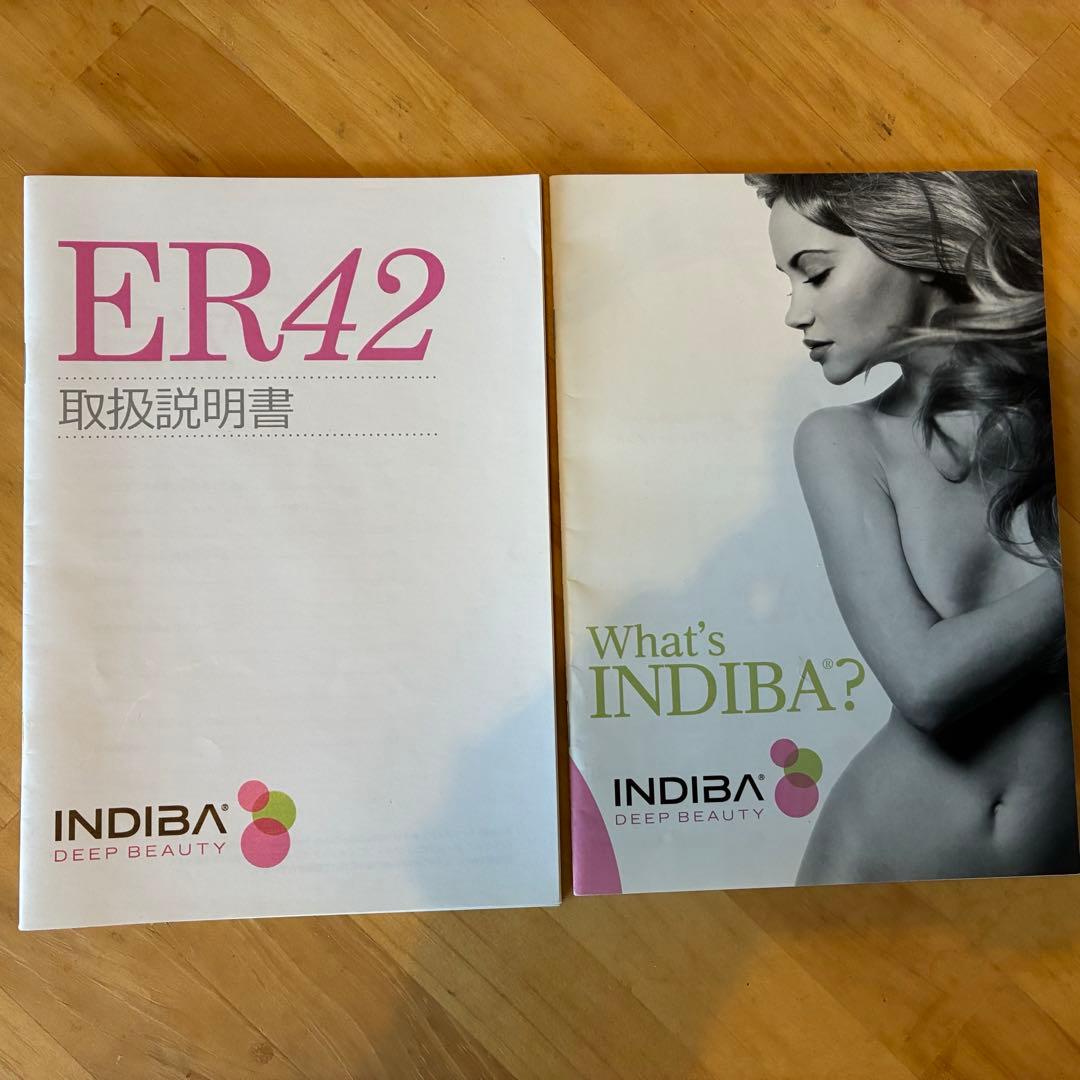 ER42
取扱説明書
INDIBA®
DEEP BEAUTY
What's
INDIBA®?
INDIBA®
DEEP BEAUTY